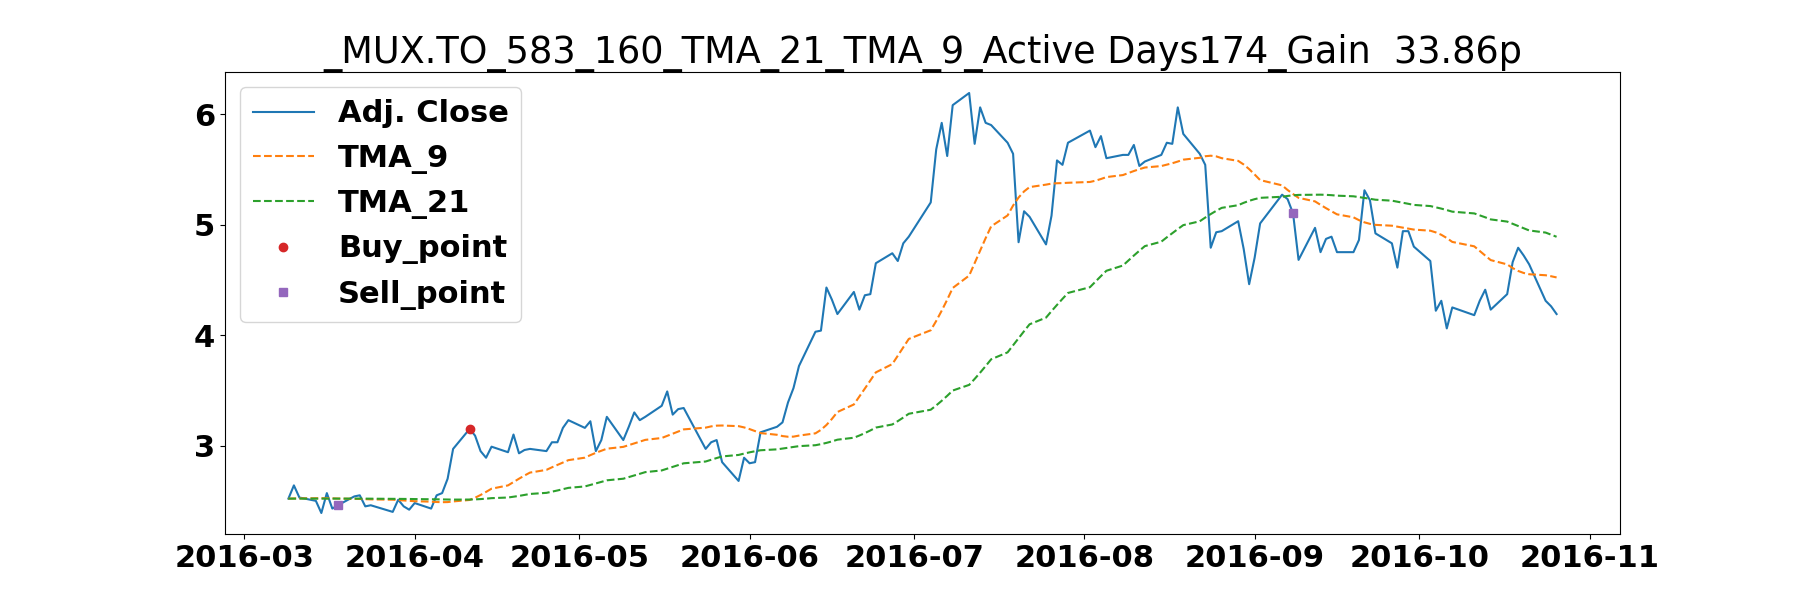 _MUX.TO_583_160_TMA_21_TMA_9_Active Days174_Gain  33.86p
Adj. Close
TMA_9
TMA_21
Buy_point
Sell_point
6
5
4
3
2016-03 2016-04 2016-05 2016-06 2016-07 2016-08 2016-09 2016-10 2016-11